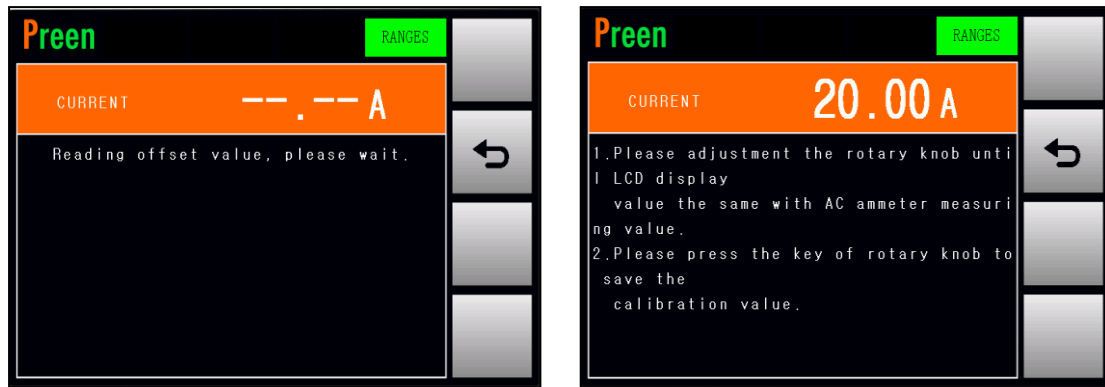 Preen
RANGES
CURRENT --.-- A
Reading offset value, please wait.
Preen
RANGES
CURRENT 20.00 A
1.Please adjustment the rotary knob unti
l LCD display
value the same with AC ammeter measuri
ng value.
2.Please press the key of rotary knob to
save the
calibration value.